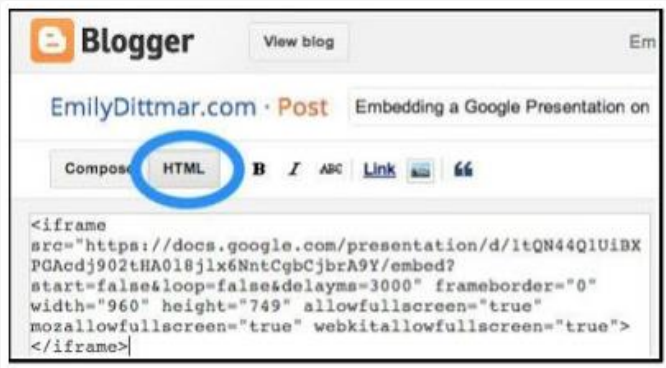 Blogger View blog Em
EmilyDittmar.com · Post Embedding a Google Presentation on
Compose HTML B I ABC Link
<iframe
src="https://docs.google.com/presentation/d/1tQN44Q1UiBX
PGAcdj902tHA018jlx6NntCgbCjbrA9Y/embed?
start=false&loop=false&delayms=3000" frameborder="0"
width="960" height="749" allowfullscreen="true"
mozallowfullscreen="true" webkitallowfullscreen="true">
</iframe>